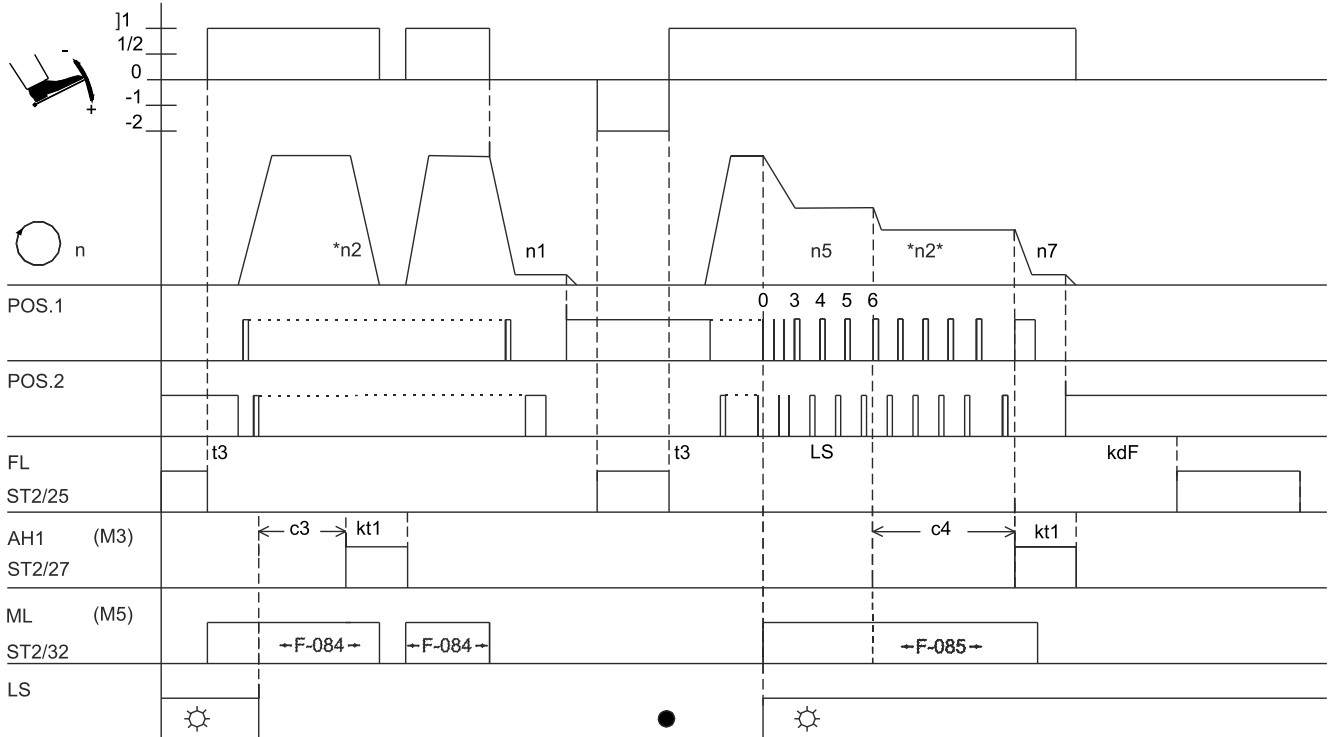 ]1
1/2
0
-1
-2
-
+
n
*n2
n1
n5
*n2*
n7
POS.1
0 3 4 5 6
POS.2
FL
ST2/25
t3
t3
LS
kdF
AH1 (M3)
ST2/27
c3
kt1
c4
kt1
ML (M5)
ST2/32
F-084
F-084
F-085
LS